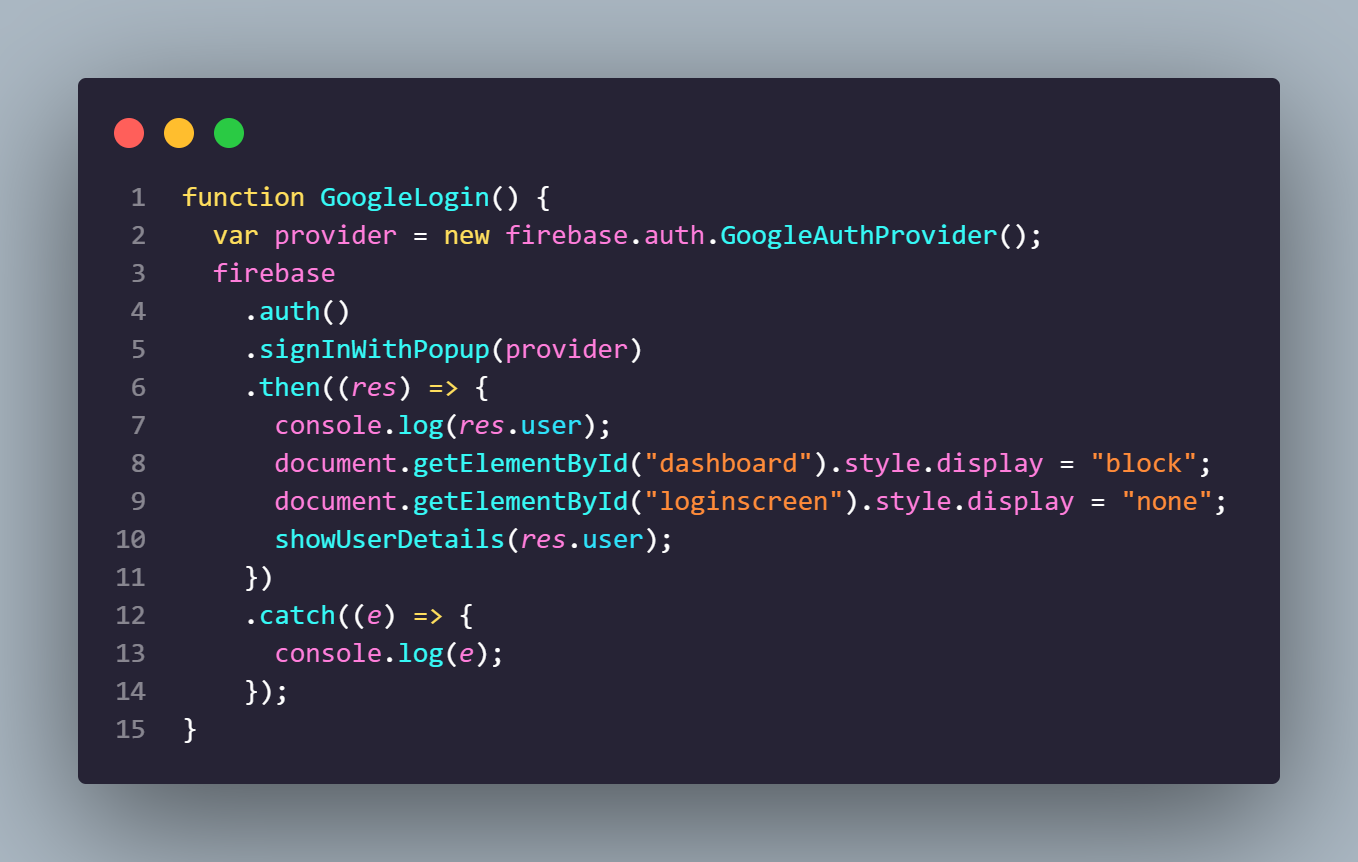 1 function GoogleLogin() {
2   var provider = new firebase.auth.GoogleAuthProvider();
3   firebase
4     .auth()
5     .signInWithPopup(provider)
6     .then((res) => {
7       console.log(res.user);
8       document.getElementById("dashboard").style.display = "block";
9       document.getElementById("loginscreen").style.display = "none";
10       showUserDetails(res.user);
11     })
12     .catch((e) => {
13       console.log(e);
14     });
15 }